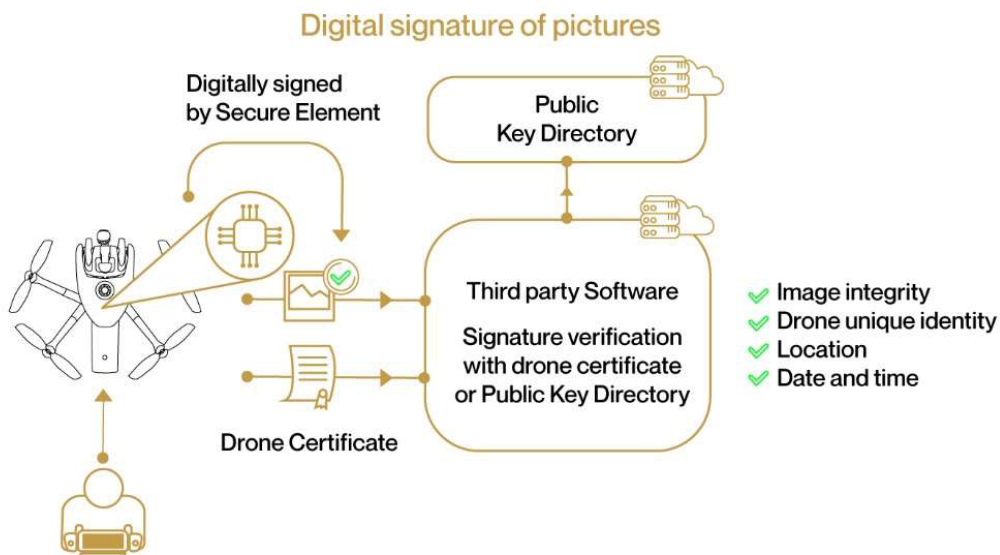 Digital signature of pictures
Digitally signed
by Secure Element
Public
Key Directory
Third party Software
Signature verification
with drone certificate
or Public Key Directory
Image integrity
Drone unique identity
Location
Date and time
Drone Certificate